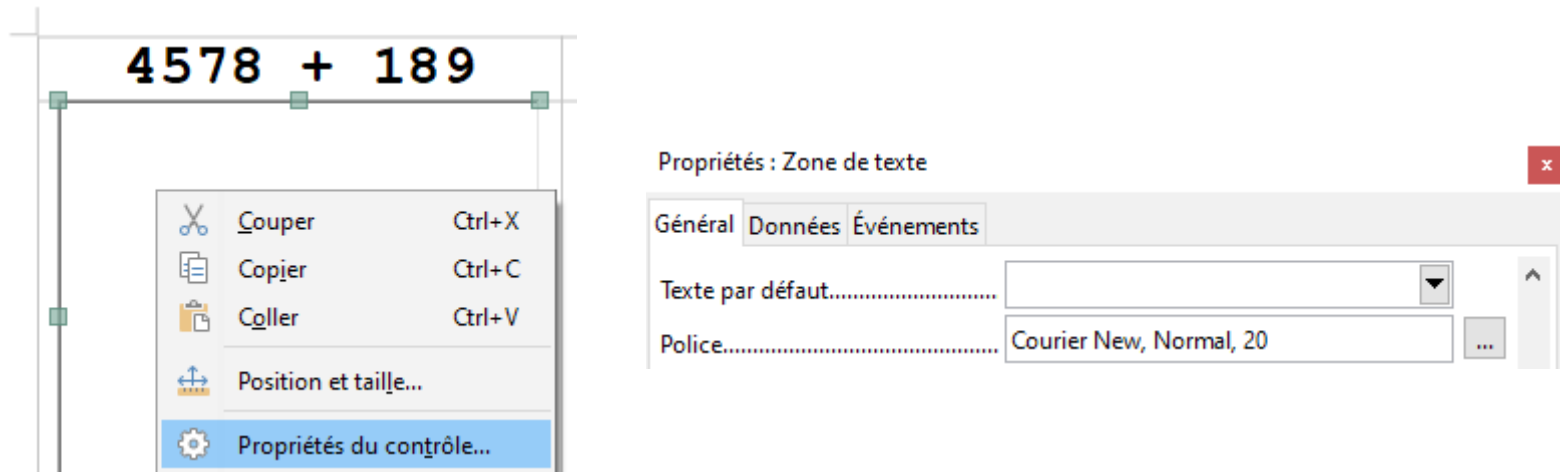 4578 + 189
Couper Ctrl+X
Copier Ctrl+C
Coller Ctrl+V
Position et taille...
Propriétés du contrôle...
Propriétés : Zone de texte
x
Général Données Événements
Texte par défaut............................
Police.............................................. Courier New, Normal, 20 ...